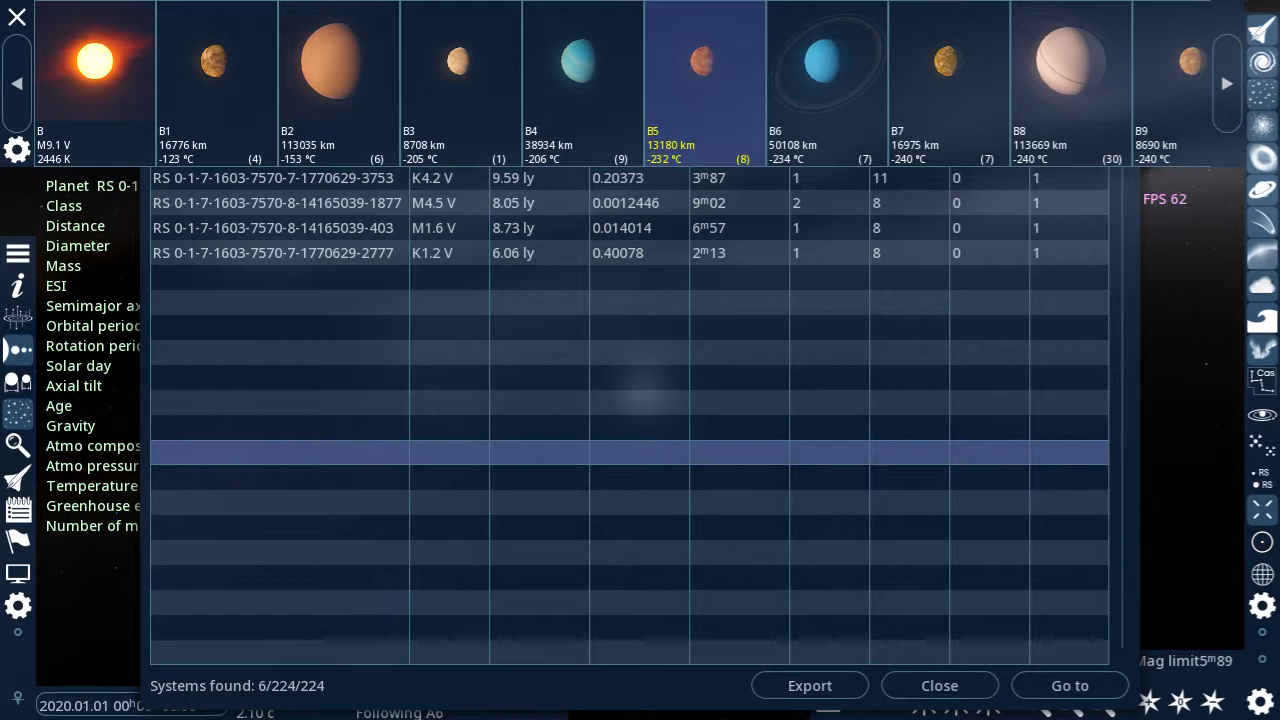 B
M9.1 V
2446 K
B1
16776 km
-123 ℃ (4)
B2
113035 km
-153 ℃ (6)
B3
8708 km
-205 ℃ (1)
B4
38934 km
-206 ℃ (9)
B5
13180 km
-232 ℃ (8)
B6
50108 km
-234 ℃ (7)
B7
16975 km
-240 ℃ (7)
B8
113669 km
-240 ℃ (30)
B9
8690 km
-240 ℃
Planet RS 0-1
Class
Distance
Diameter
Mass
ESI
Semimajor ax
Orbital perio
Rotation peri
Solar day
Axial tilt
Age
Gravity
Atmo compos
Atmo pressur
Temperature
Greenhouse e
Number of m
RS 0-1-7-1603-7570-7-1770629-3753 K4.2 V 9.59 ly 0.20373 3ᵐ87 1 11 0 1
RS 0-1-7-1603-7570-8-14165039-1877 M4.5 V 8.05 ly 0.0012446 9ᵐ02 2 8 0 1
RS 0-1-7-1603-7570-8-14165039-403 M1.6 V 8.73 ly 0.014014 6ᵐ57 1 8 0 1
RS 0-1-7-1603-7570-7-1770629-2777 K1.2 V 6.06 ly 0.40078 2ᵐ13 1 8 0 1
FPS 62
Cas
RS
RS
Mag limit5ᵐ89
Systems found: 6/224/224
Export
Close
Go to
2020.01.01 00ʰ
2.10 c
Following A6